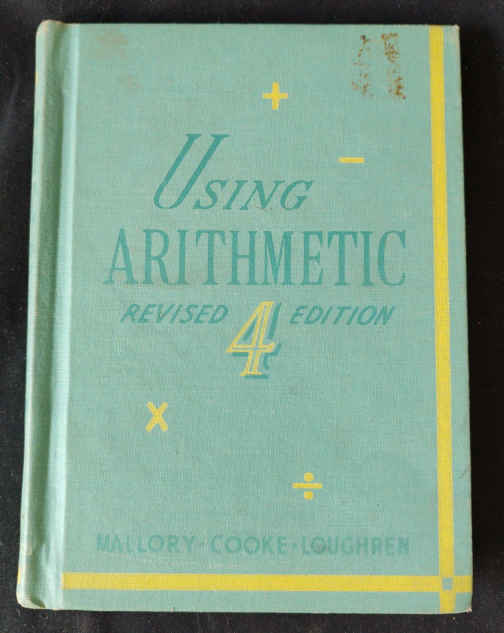 +
−
USING
ARITHMETIC
REVISED 4 EDITION
×
÷
MALLORY · COOKE · LOUGHREN